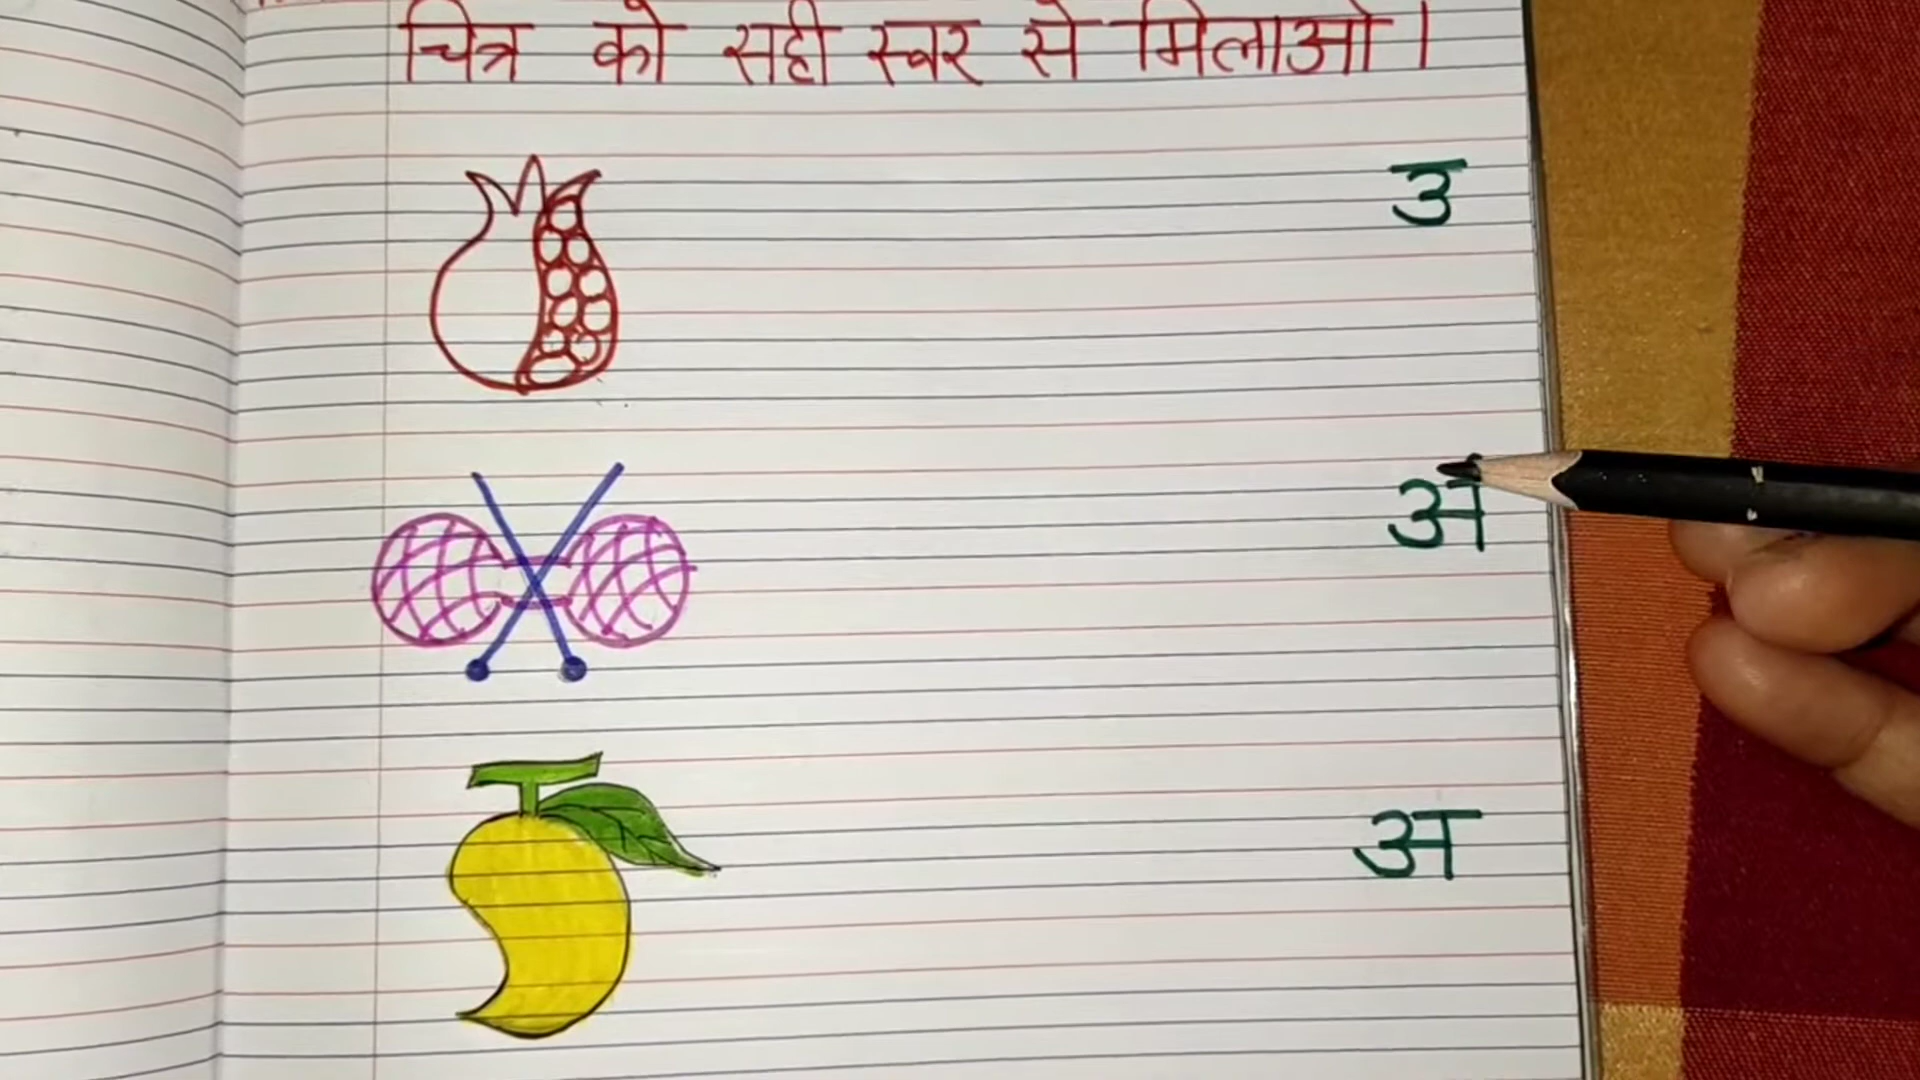 चित्र को सही स्वर से मिलाओ।
उ
अ
अ